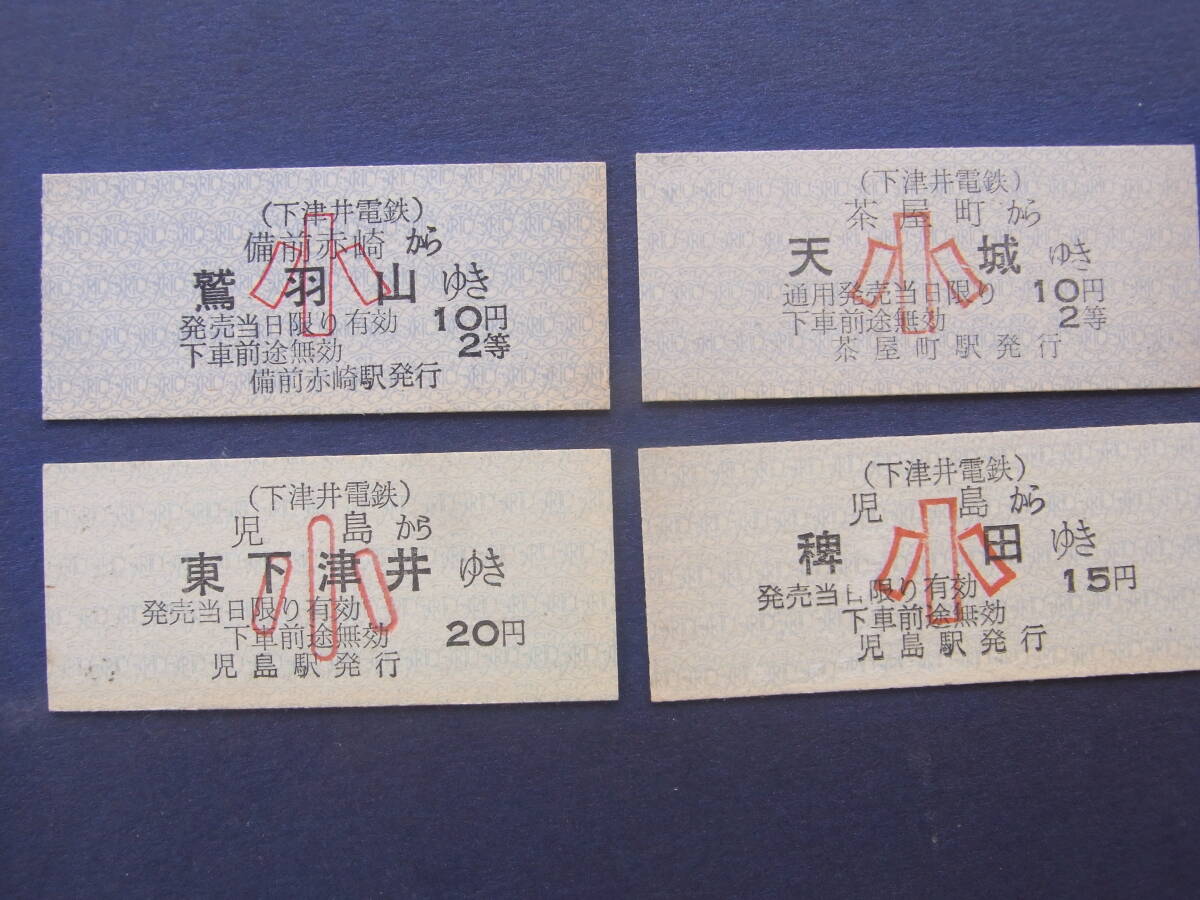 (下津井電鉄)
備前赤崎から
鷲羽山ゆき
小
発売当日限り有効 10円
下車前途無効 2等
備前赤崎駅発行
(下津井電鉄)
茶屋町から
天城ゆき
小
通用発売当日限り 10円
下車前途無効 2等
茶屋町駅発行
(下津井電鉄)
児島から
東下津井ゆき
小
発売当日限り有効
下車前途無効 20円
児島駅発行
(下津井電鉄)
児島から
稗田ゆき
小
発売当日限り有効 15円
下車前途無効
児島駅発行